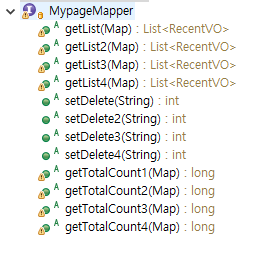 MypageMapper
A getList(Map) : List<RecentVO>
A getList2(Map) : List<RecentVO>
A getList3(Map) : List<RecentVO>
A getList4(Map) : List<RecentVO>
A setDelete(String) : int
A setDelete2(String) : int
A setDelete3(String) : int
A setDelete4(String) : int
A getTotalCount1(Map) : long
A getTotalCount2(Map) : long
A getTotalCount3(Map) : long
A getTotalCount4(Map) : long